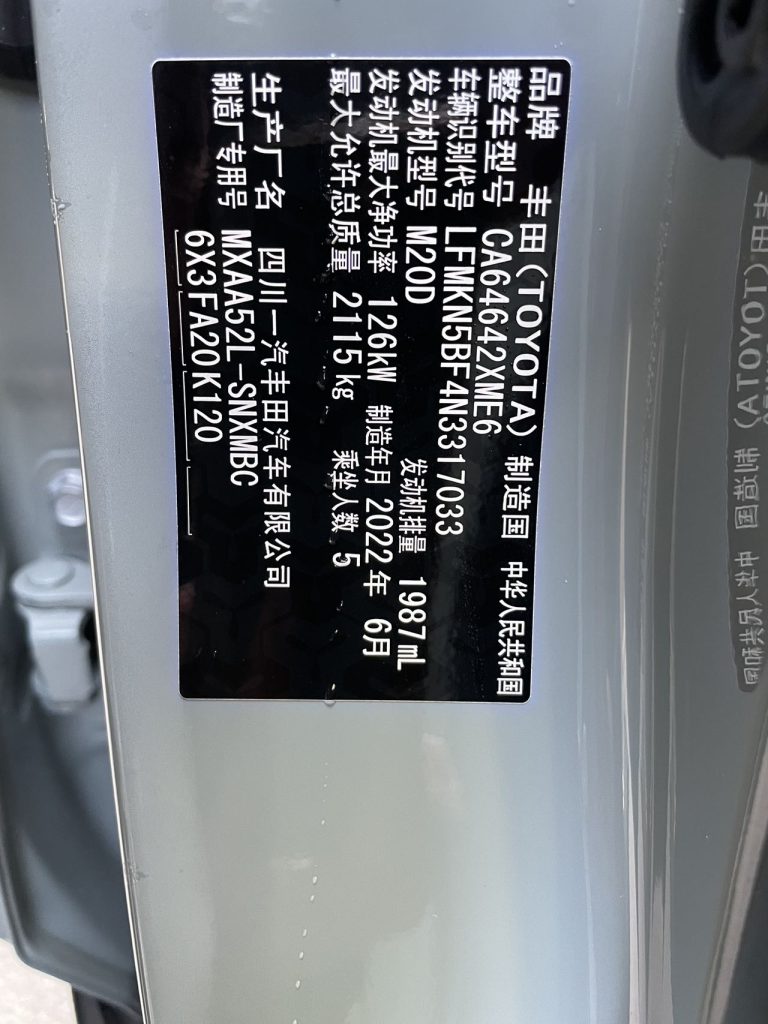 品牌 丰田(TOYOTA) 制造国 中华人民共和国
整车型号 CA64642XME6
车辆识别代号 LFMKN5BF4N3317033
发动机型号 M20D 发动机排量 1987mL
发动机最大净功率 126kW 制造年月 2022年 6月
最大允许总质量 2115kg 乘坐人数 5
生产厂名 四川一汽丰田汽车有限公司
制造厂专用号 MXAA52L-SNXMBC
6X3FA20K120